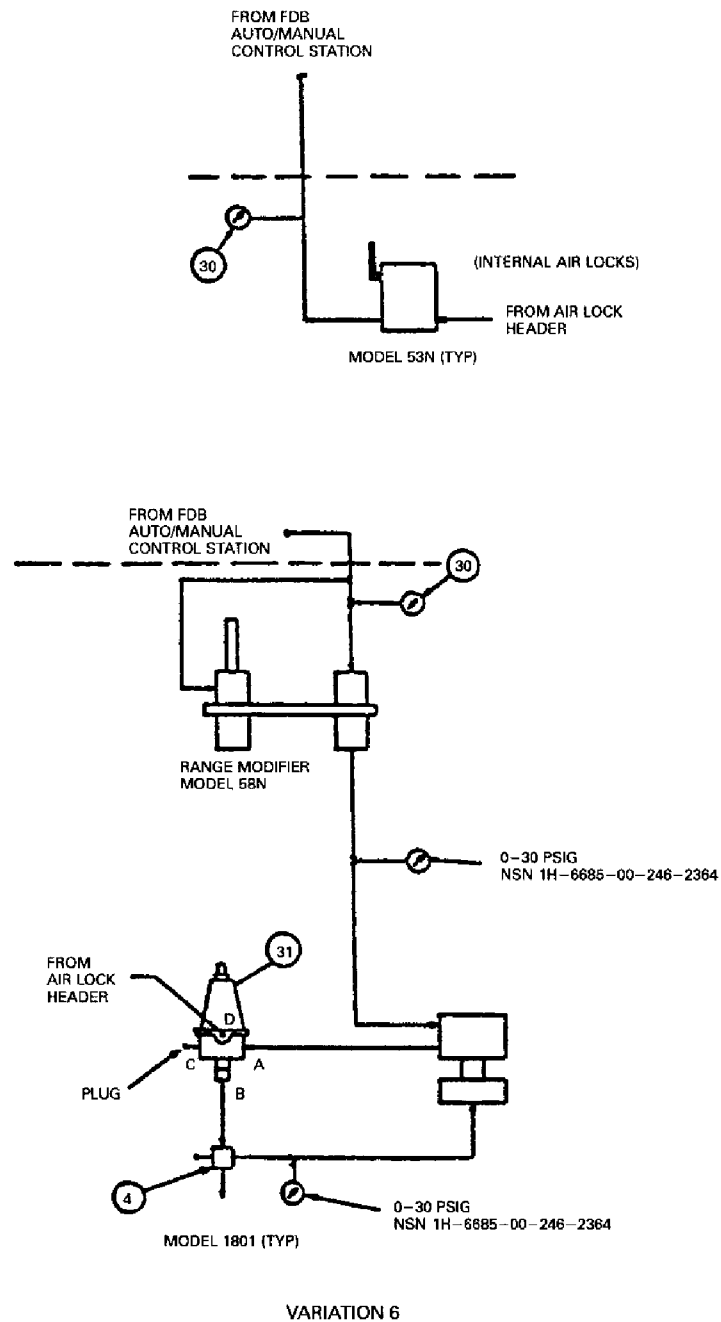 FROM FDB
AUTO/MANUAL
CONTROL STATION
30
(INTERNAL AIR LOCKS)
FROM AIR LOCK
HEADER
MODEL 53N (TYP)
FROM FDB
AUTO/MANUAL
CONTROL STATION
30
RANGE MODIFIER
MODEL 58N
0–30 PSIG
NSN 1H–6685–00–246–2364
31
FROM
AIR LOCK
HEADER
D
C
A
PLUG
B
4
0–30 PSIG
NSN 1H–6685–00–246–2364
MODEL 1801 (TYP)
VARIATION 6